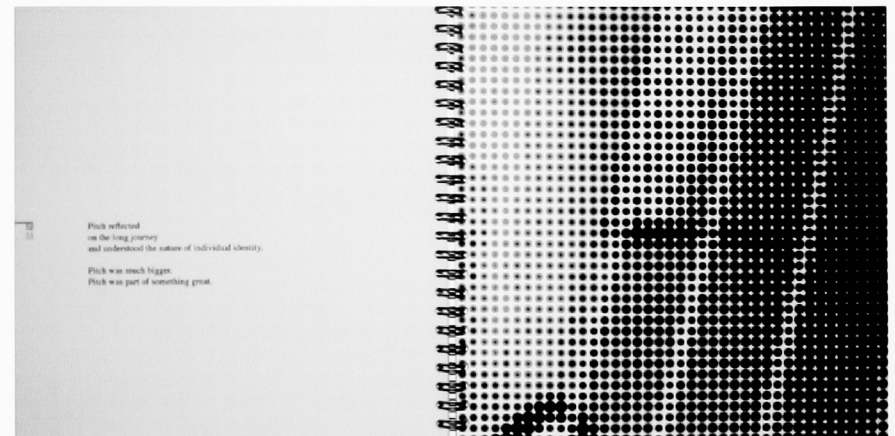 Pitch reflected
on the long journey
and understood the nature of individual identity.
Pitch was much bigger.
Pitch was part of something great.